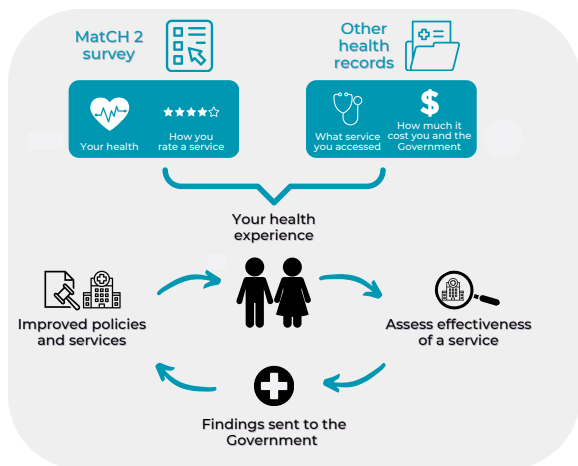 MatCH 2
survey
Other
health
records
Your health
How you
rate a service
What service
you accessed
How much it
cost you and the
Government
Your health
experience
Improved policies
and services
Assess effectiveness
of a service
Findings sent to the
Government